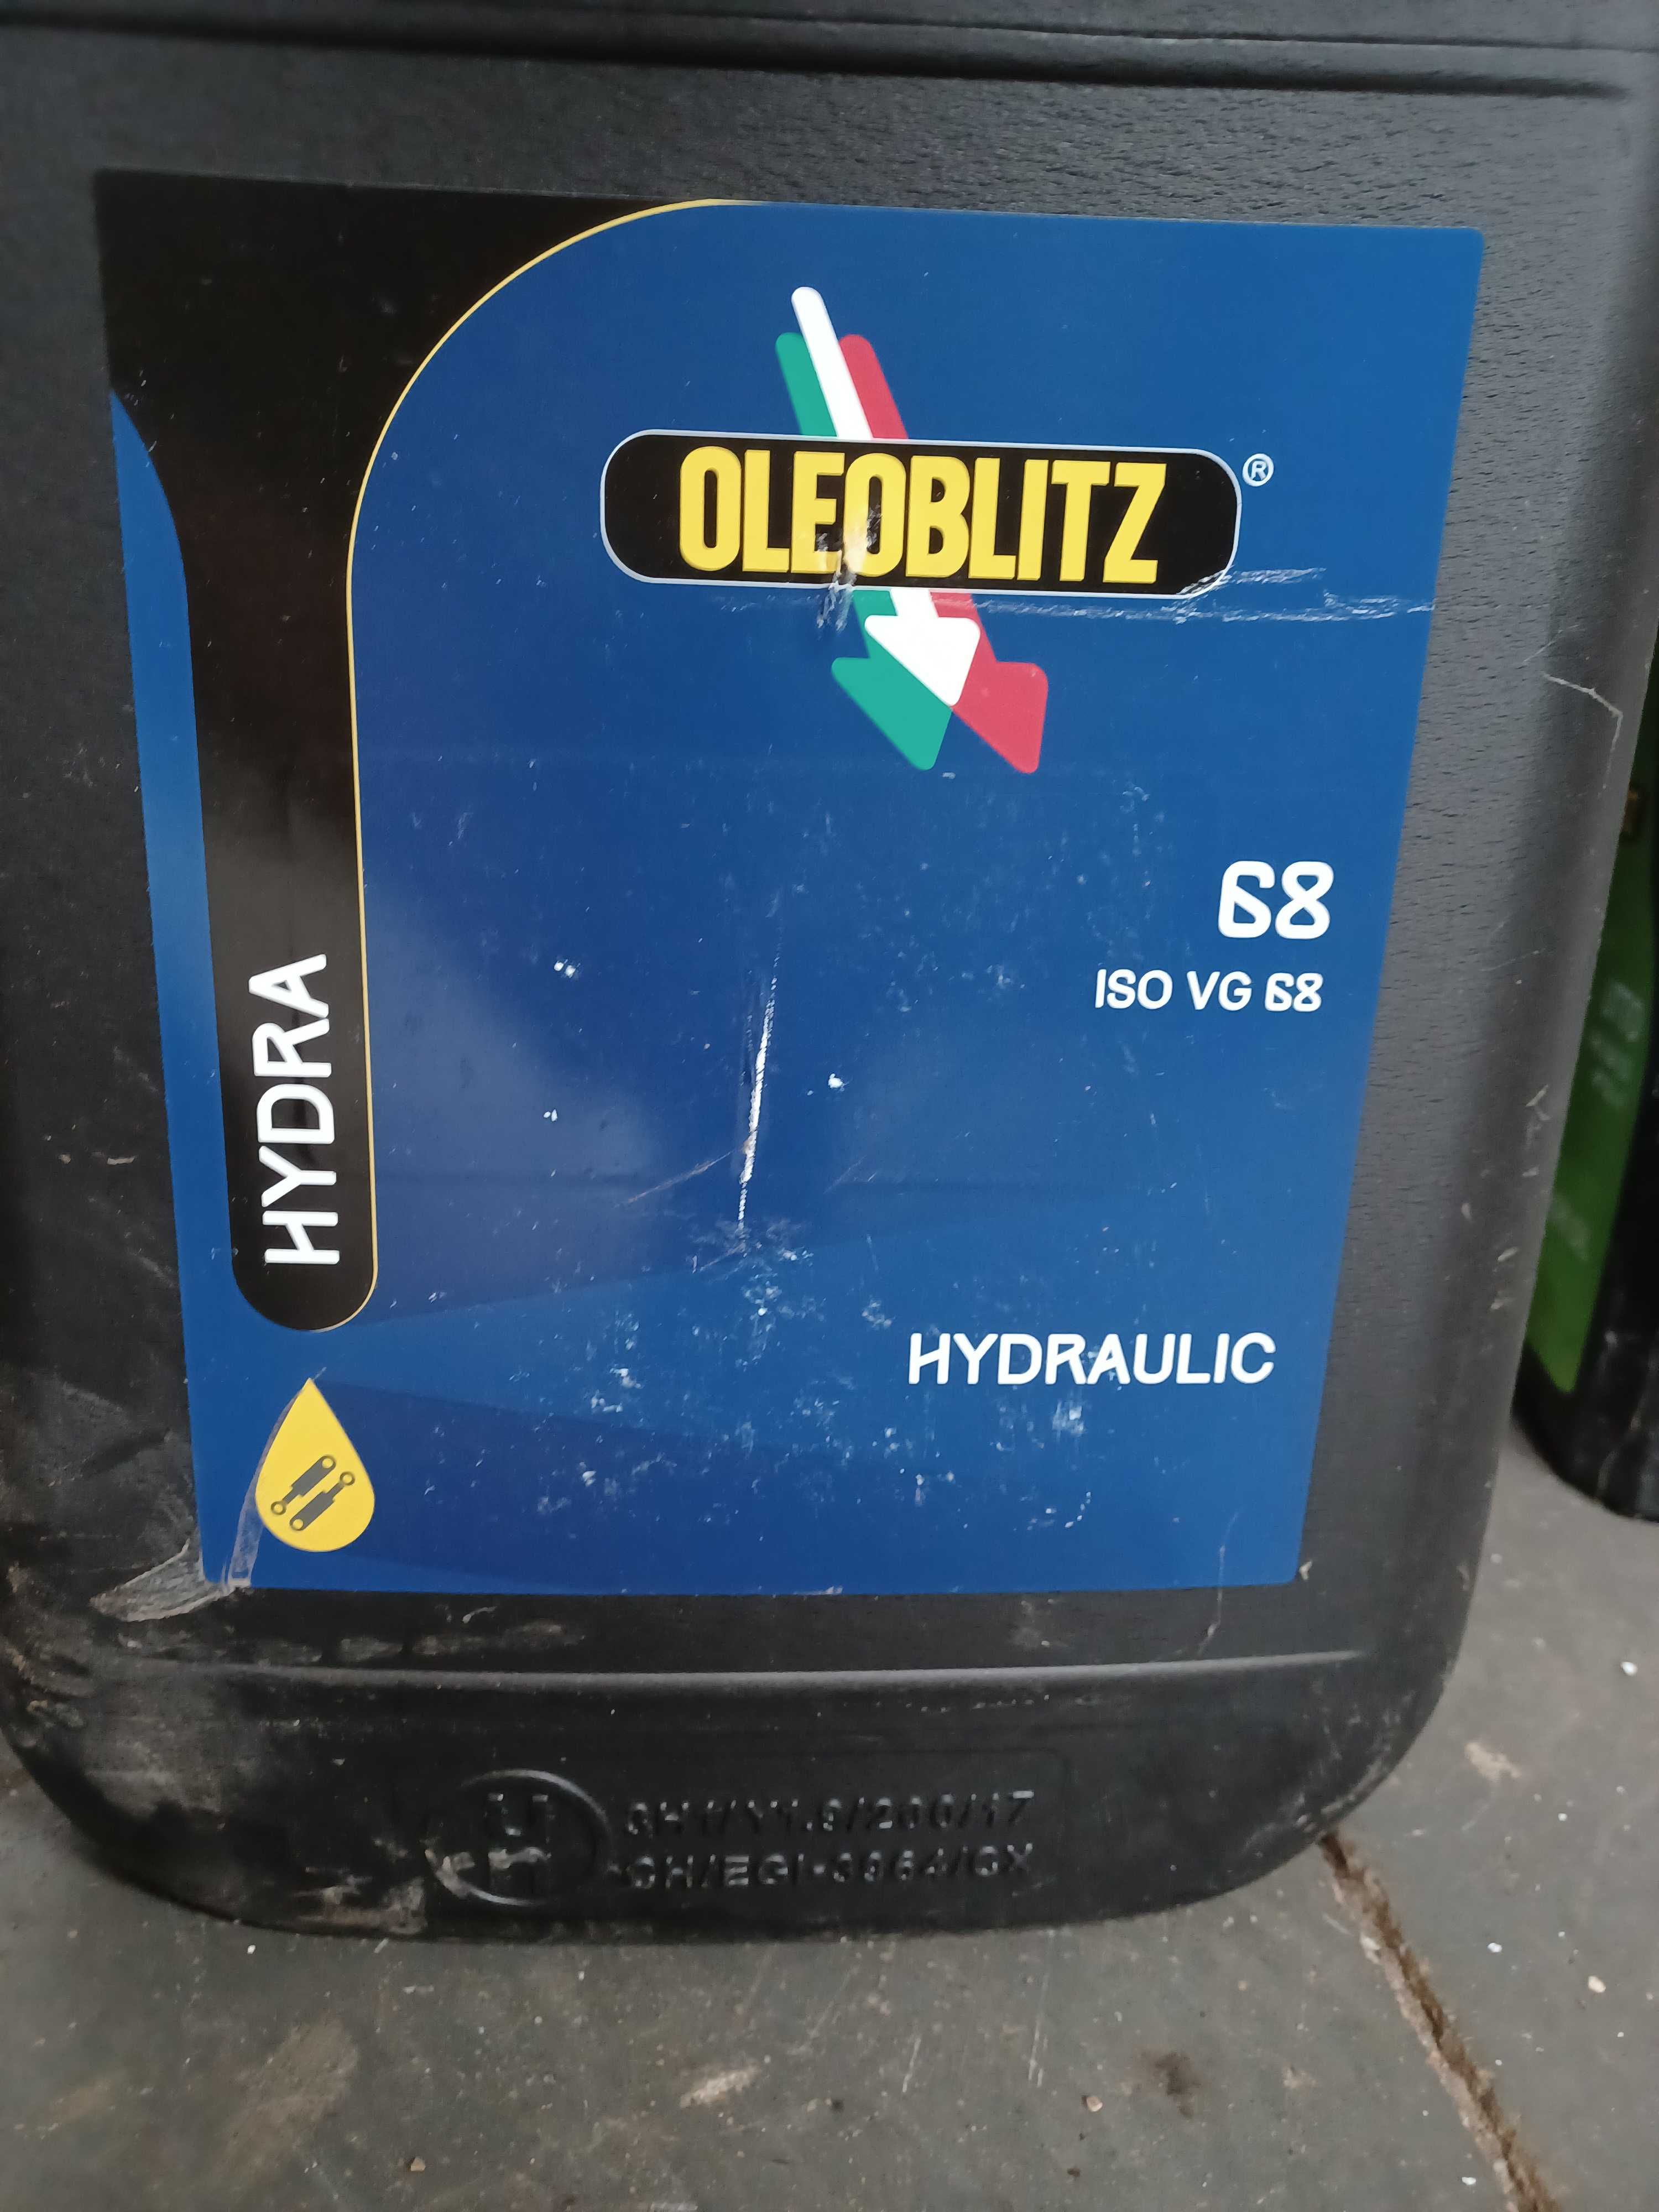 OLEOBLITZ®
68
ISO VG 68
HYDRA
HYDRAULIC